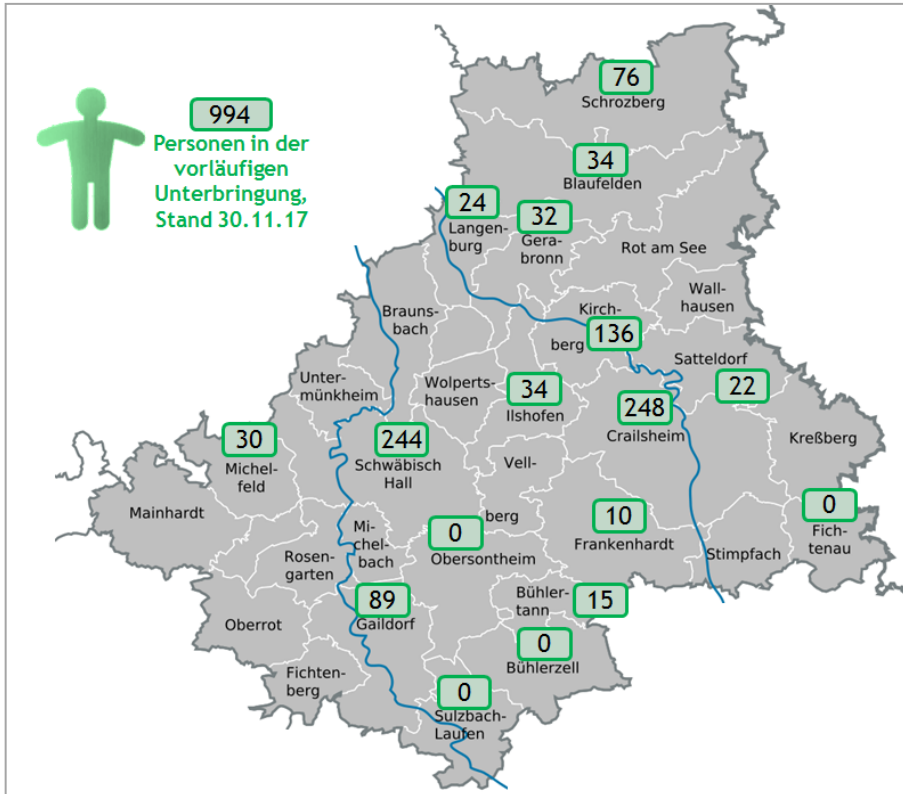 994
Personen in der
vorläufigen
Unterbringung,
Stand 30.11.17
76
Schrozberg
34
Blaufelden
24
Langen-
burg
32
Gera-
bronn
Rot am See
Wall-
hausen
Brauns-
bach
Kirch-
berg
136
Satteldorf
22
Unter-
münkheim
Wolperts-
hausen
34
Ilshofen
248
Crailsheim
Kreßberg
30
Michel-
feld
244
Schwäbisch
Hall
Vell-
berg
Mainhardt
0
Fich-
tenau
10
Frankenhardt
Stimpfach
Mi-
chel-
bach
0
Obersontheim
Rosen-
garten
89
Gaildorf
Bühler-
tann
15
Oberrot
0
Bühlerzell
Fichten-
berg
0
Sulzbach-
Laufen